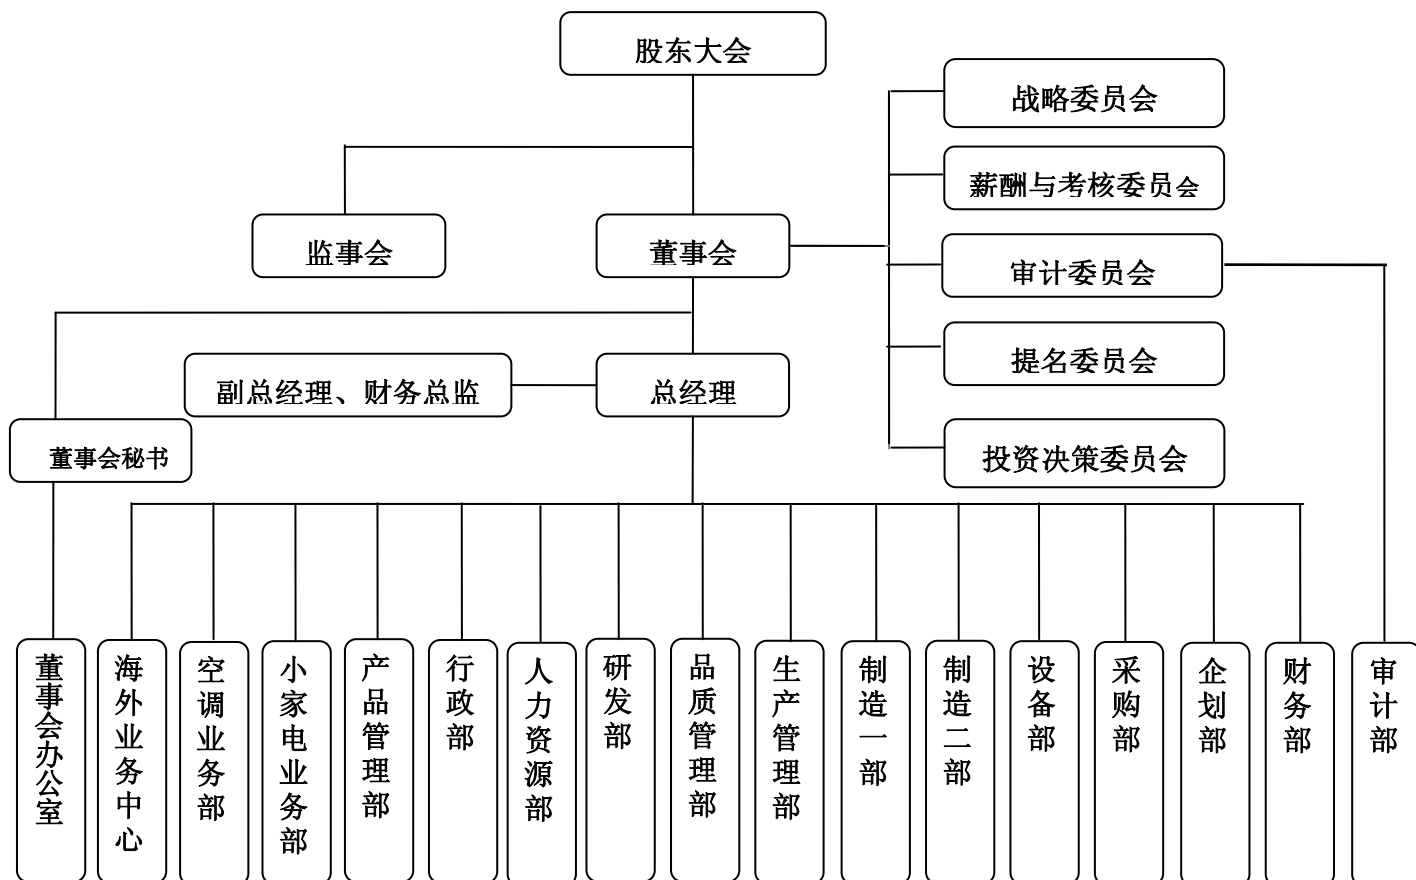 股东大会
战略委员会
薪酬与考核委员会
监事会
董事会
审计委员会
提名委员会
副总经理、财务总监
总经理
董事会秘书
投资决策委员会
董事会办公室
海外业务中心
空调业务部
小家电业务部
产品管理部
行政部
人力资源部
研发部
品质管理部
生产管理部
制造一部
制造二部
设备部
采购部
企划部
财务部
审计部